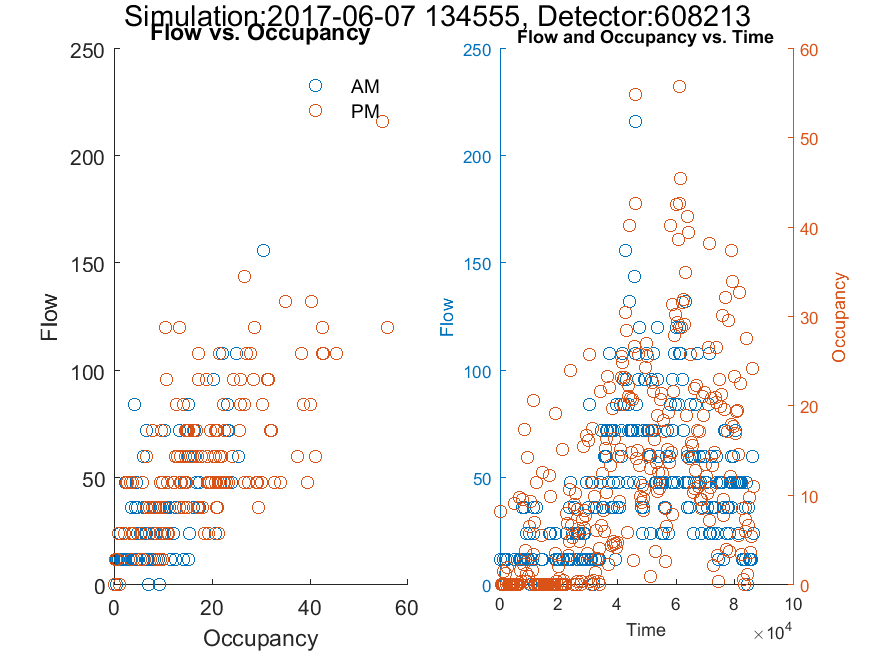 Simulation:2017-06-07 134555, Detector:608213
Flow vs. Occupancy
250
200
150
100
50
0
0 20 40 60
Flow
Occupancy
AM
PM
Flow and Occupancy vs. Time
250
200
150
100
50
0
Flow
0 2 4 6 8 10
×10^4
Time
60
50
40
30
20
10
0
Occupancy